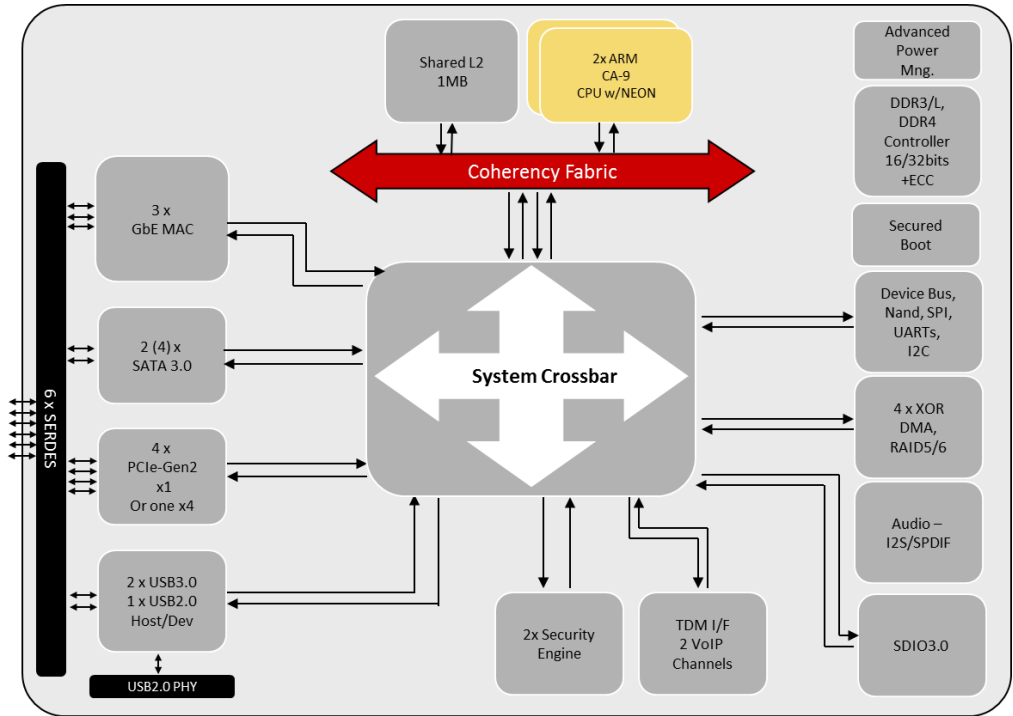 Shared L2
1MB
2x ARM
CA-9
CPU w/NEON
Advanced
Power
Mng.
DDR3/L,
DDR4
Controller
16/32bits
+ECC
Coherency Fabric
3 x
GbE MAC
Secured
Boot
Device Bus,
Nand, SPI,
UARTs,
I2C
2 (4) x
SATA 3.0
System Crossbar
6 x SERDES
4 x XOR
DMA,
RAID5/6
4 x
PCIe-Gen2
x1
Or one x4
Audio –
I2S/SPDIF
2 x USB3.0
1 x USB2.0
Host/Dev
2x Security
Engine
TDM I/F
2 VoIP
Channels
SDIO3.0
USB2.0 PHY